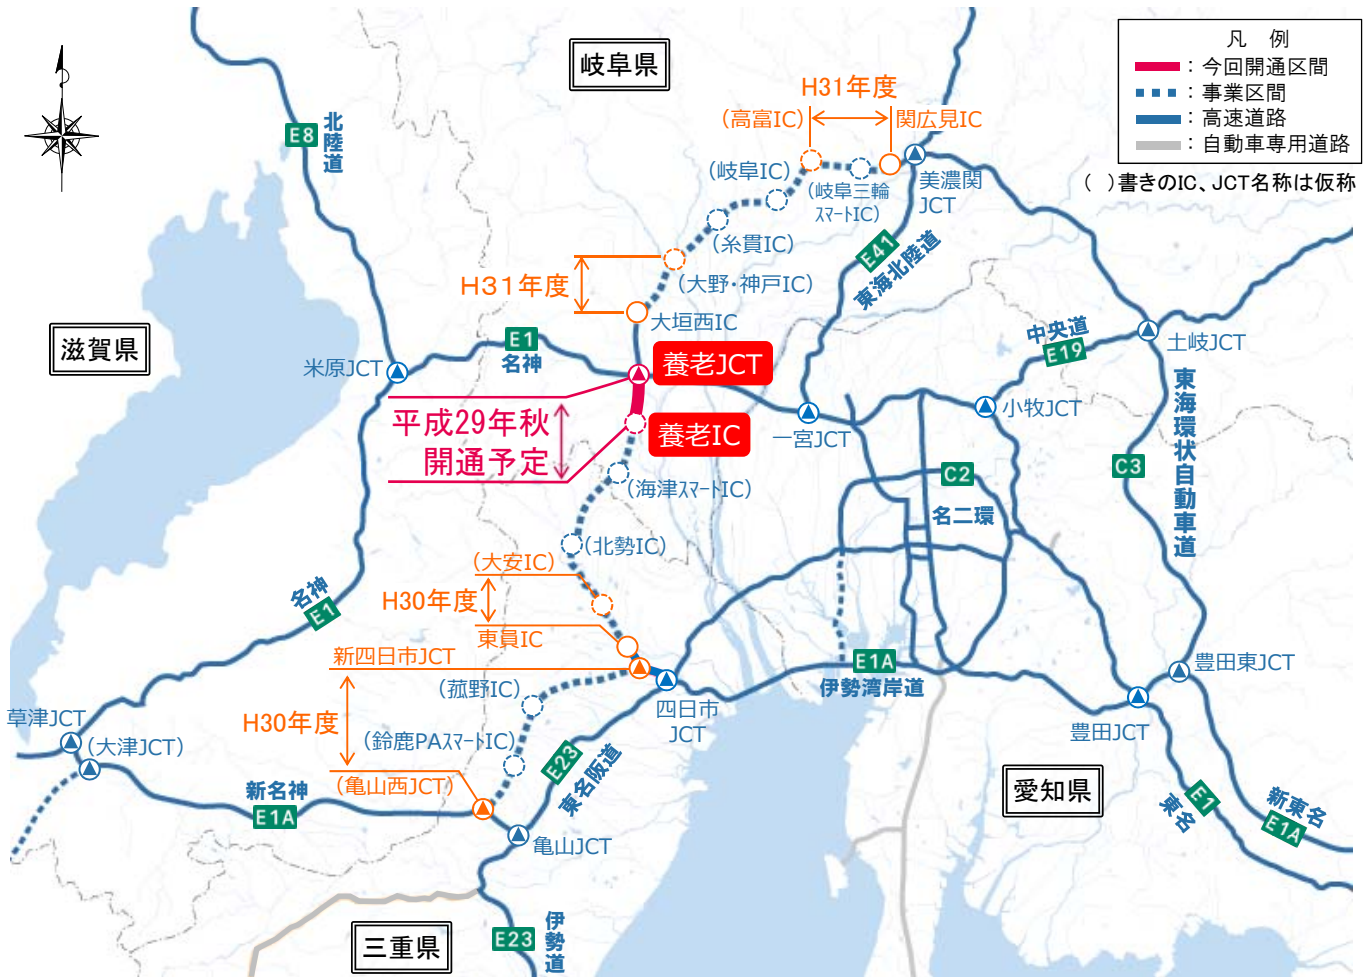 凡 例
：今回開通区間
：事業区間
：高速道路
：自動車専用道路
( )書きのIC、JCT名称は仮称
岐阜県
E8
北陸道
H31年度
(高富IC)
関広見IC
(岐阜IC)
(岐阜三輪
スマートIC)
美濃関
JCT
(糸貫IC)
E41
東海北陸道
H31年度
(大野・神戸IC)
大垣西IC
滋賀県
米原JCT
E1
名神
養老JCT
中央道
E19
土岐JCT
平成29年秋
開通予定
養老IC
一宮JCT
小牧JCT
東海環状自動車道
C3
(海津スマートIC)
C2
名二環
(北勢IC)
(大安IC)
H30年度
東員IC
名神
E1
新四日市JCT
(菰野IC)
E1A
伊勢湾岸道
豊田東JCT
草津JCT
(大津JCT)
H30年度
(鈴鹿PAスマートIC)
四日市
JCT
豊田JCT
(亀山西JCT)
E23
東名阪道
新名神
E1A
愛知県
E1
東名
新東名
E1A
亀山JCT
三重県
E23
伊勢道